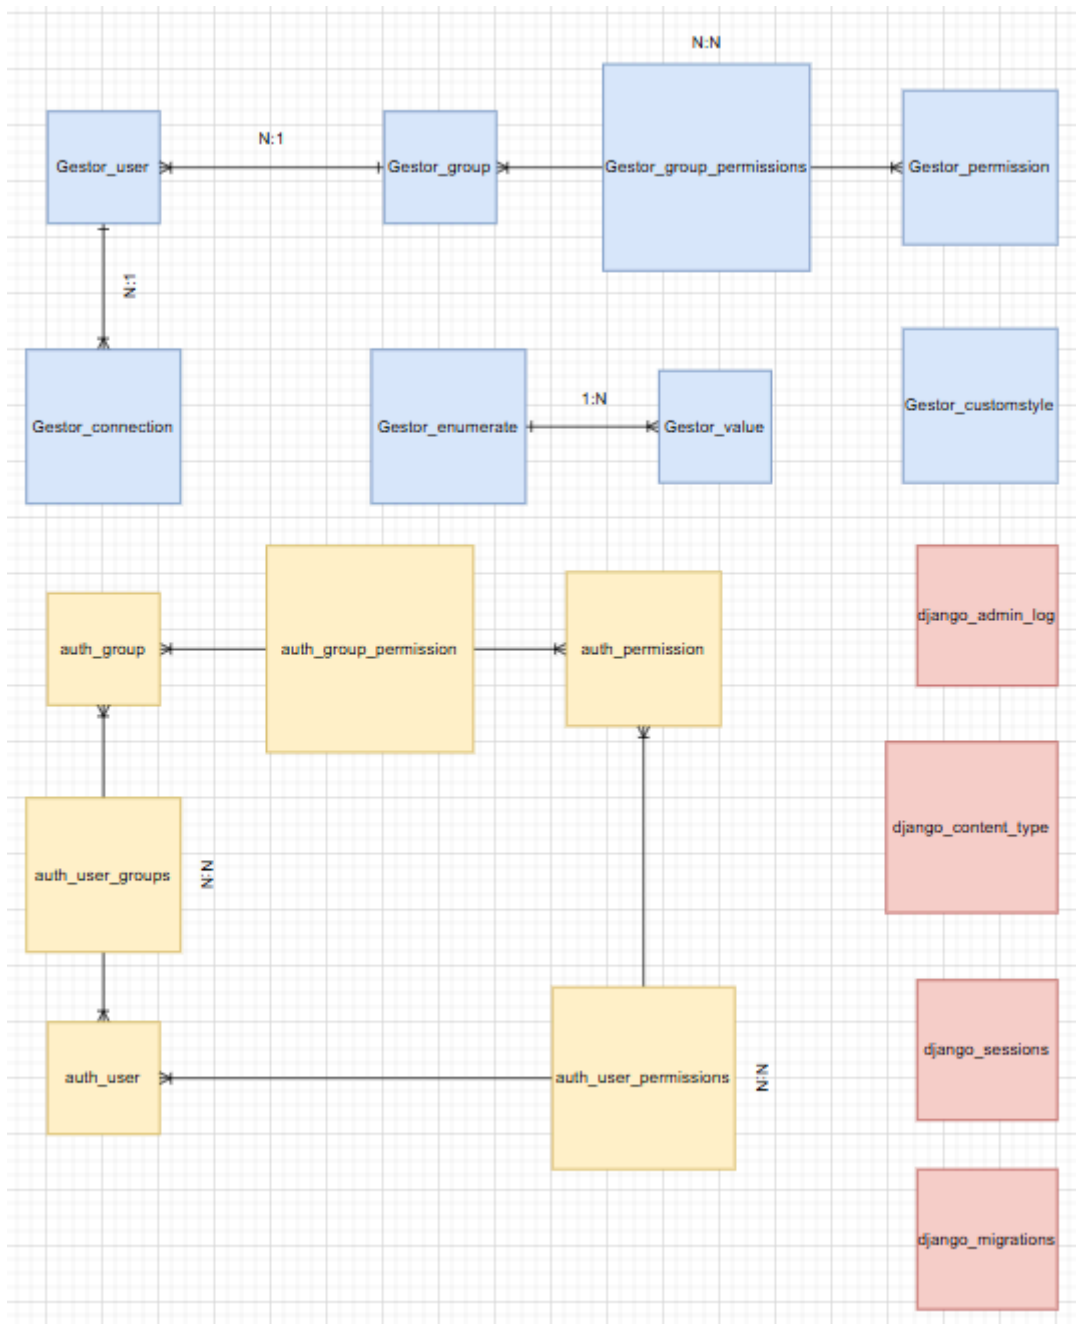 N:N
Gestor_user
N:1
Gestor_group
Gestor_group_permissions
Gestor_permission
N:1
Gestor_connection
Gestor_enumerate
1:N
Gestor_value
Gestor_customstyle
auth_group
auth_group_permission
auth_permission
django_admin_log
django_content_type
auth_user_groups
N:N
auth_user
auth_user_permissions
N:N
django_sessions
django_migrations